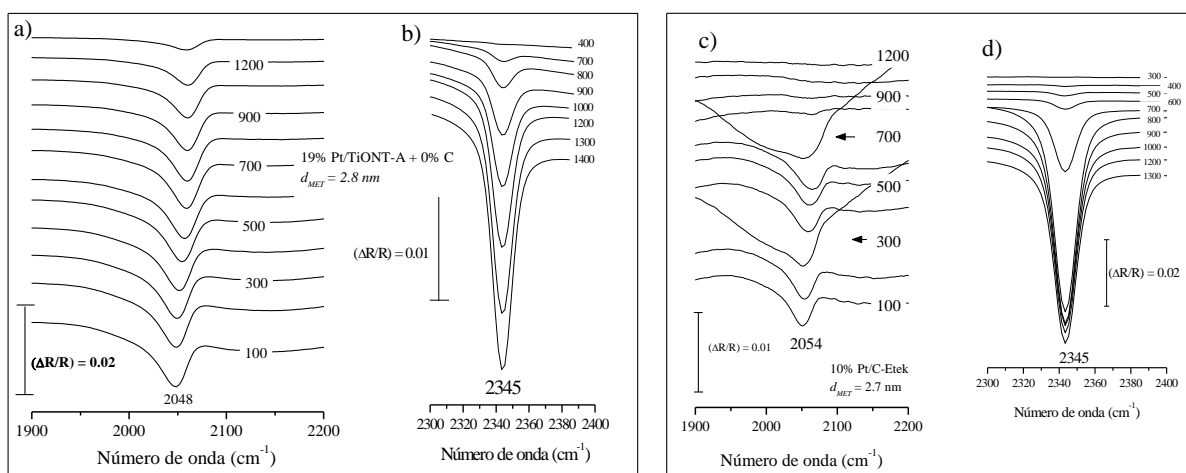 a)
1200
900
700
500
300
100
19% Pt/TiONT-A + 0% C
d_MET = 2.8 nm
(ΔR/R) = 0.02
2048
1900 2000 2100 2200
Número de onda (cm⁻¹)
b)
400
700
800
900
1000
1200
1300
1400
(ΔR/R) = 0.01
2345
2300 2320 2340 2360 2380 2400
Número de onda (cm⁻¹)
c)
1200
900
700
500
300
100
(ΔR/R) = 0.01
2054
10% Pt/C-Etek
d_MET = 2.7 nm
1900 2000 2100 2200
Número de onda (cm⁻¹)
d)
300
400
500
600
700
800
900
1000
1200
1300
(ΔR/R) = 0.02
2345
2300 2320 2340 2360 2380 2400
Número de onda (cm⁻¹)